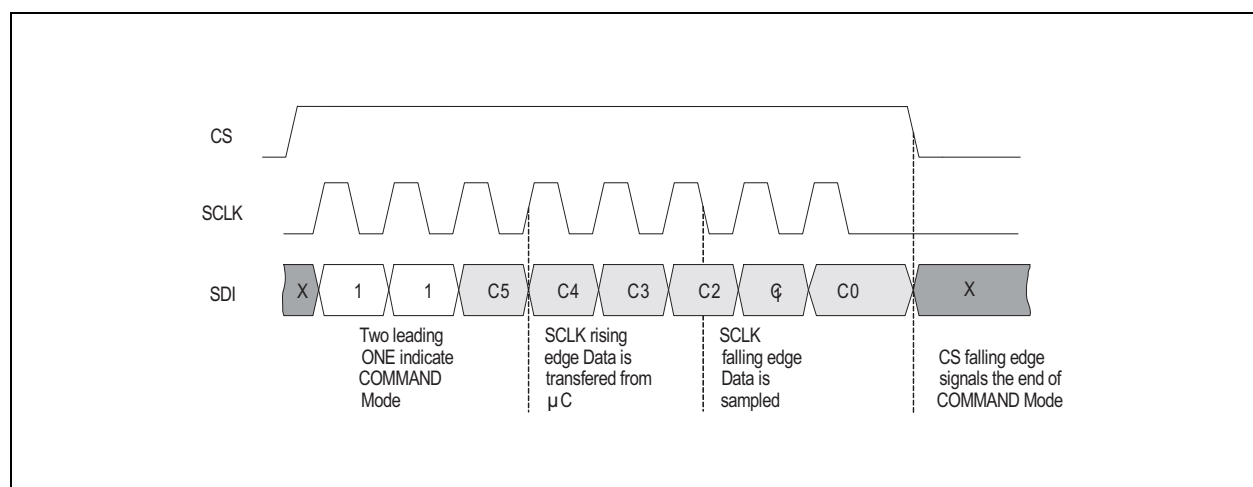 CS
SCLK
SDI
X 1 1 C5 C4 C3 C2 C1 C0 X
Two leading
ONE indicate
COMMAND
Mode
SCLK rising
edge Data is
transfered from
µC
SCLK
falling edge
Data is
sampled
CS falling edge
signals the end of
COMMAND Mode